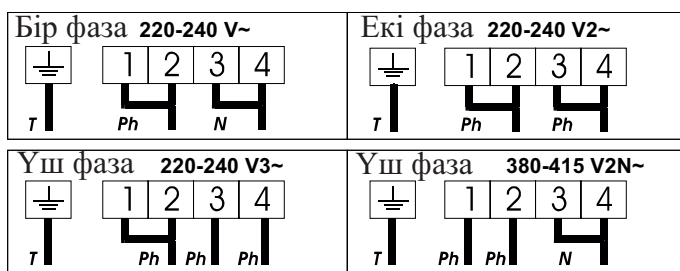 Бір фаза 220-240 V~
1 2 3 4
T Ph N
Екі фаза 220-240 V2~
1 2 3 4
T Ph Ph
Үш фаза 220-240 V3~
1 2 3 4
T Ph Ph Ph
Үш фаза 380-415 V2N~
1 2 3 4
T Ph Ph N